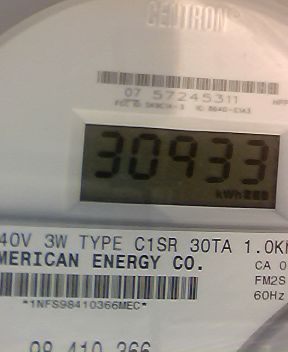 CENTRON®
07 57245311
30933
kWh
40V 3W TYPE C1SR 30TA 1.0K
MERICAN ENERGY CO.
CA 0
FM2S
60Hz
*1NFS98410366MEC*
98 410 366